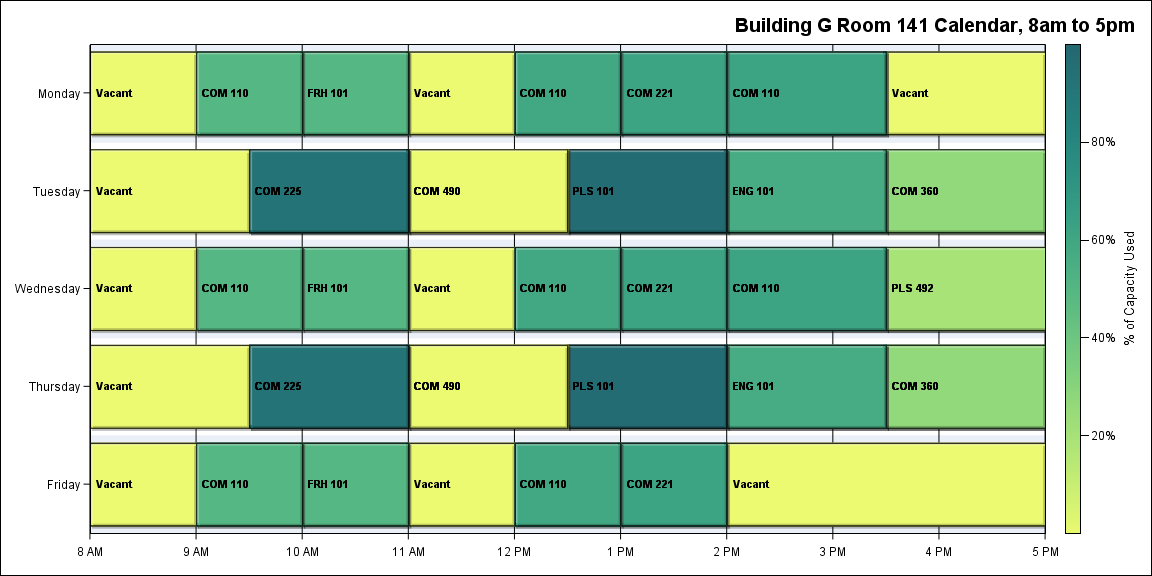 Building G Room 141 Calendar, 8am to 5pm
Monday
Vacant
COM 110
FRH 101
Vacant
COM 110
COM 221
COM 110
Vacant
Tuesday
Vacant
COM 225
COM 490
PLS 101
ENG 101
COM 360
Wednesday
Vacant
COM 110
FRH 101
Vacant
COM 110
COM 221
COM 110
PLS 492
Thursday
Vacant
COM 225
COM 490
PLS 101
ENG 101
COM 360
Friday
Vacant
COM 110
FRH 101
Vacant
COM 110
COM 221
Vacant
8 AM
9 AM
10 AM
11 AM
12 PM
1 PM
2 PM
3 PM
4 PM
5 PM
80%
60%
40%
20%
% of Capacity Used